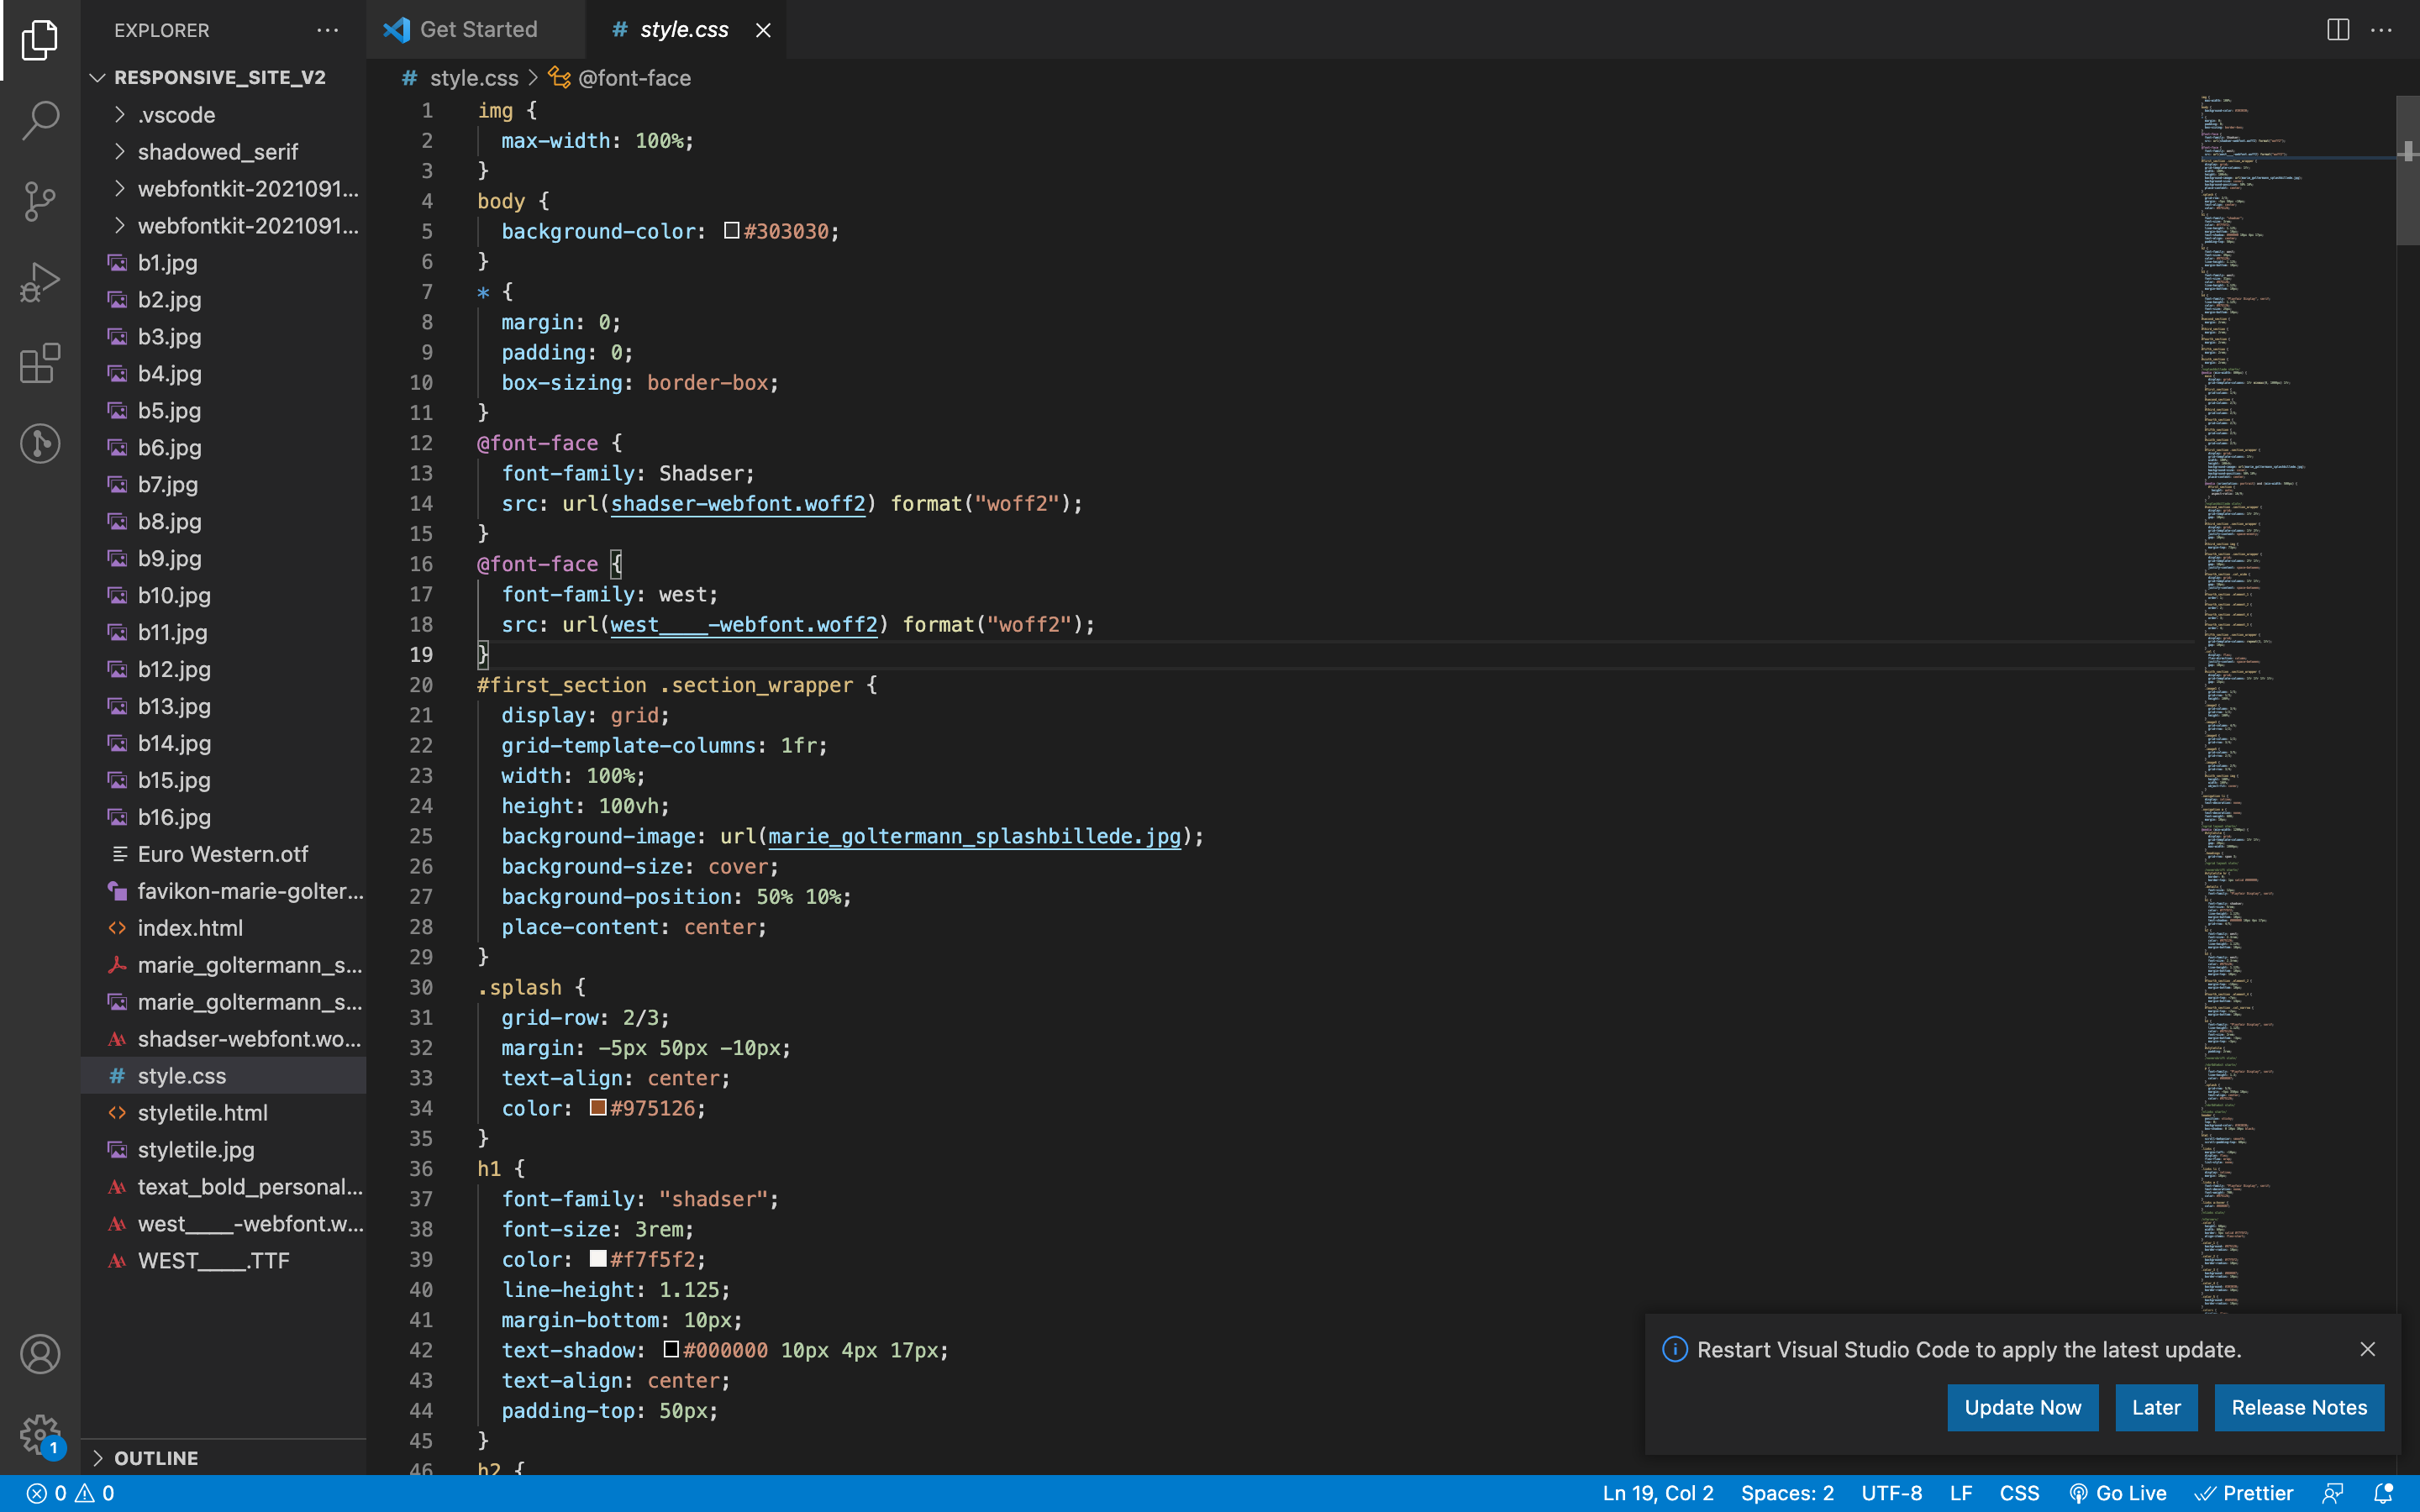 EXPLORER
RESPONSIVE_SITE_V2
.vscode
shadowed_serif
webfontkit-2021091...
webfontkit-2021091...
b1.jpg
b2.jpg
b3.jpg
b4.jpg
b5.jpg
b6.jpg
b7.jpg
b8.jpg
b9.jpg
b10.jpg
b11.jpg
b12.jpg
b13.jpg
b14.jpg
b15.jpg
b16.jpg
Euro Western.otf
favikon-marie-golter...
index.html
marie_goltermann_s...
marie_goltermann_s...
shadser-webfont.wo...
# style.css
styletile.html
styletile.jpg
texat_bold_personal...
west____-webfont.w...
WEST____.TTF
OUTLINE
1
Get Started
# style.css
# style.css > @font-face
1 img {
2 max-width: 100%;
3 }
4 body {
5 background-color: #303030;
6 }
7 * {
8 margin: 0;
9 padding: 0;
10 box-sizing: border-box;
11 }
12 @font-face {
13 font-family: Shadser;
14 src: url(shadser-webfont.woff2) format("woff2");
15 }
16 @font-face {
17 font-family: west;
18 src: url(west____-webfont.woff2) format("woff2");
19 }
20 #first_section .section_wrapper {
21 display: grid;
22 grid-template-columns: 1fr;
23 width: 100%;
24 height: 100vh;
25 background-image: url(marie_goltermann_splashbillede.jpg);
26 background-size: cover;
27 background-position: 50% 10%;
28 place-content: center;
29 }
30 .splash {
31 grid-row: 2/3;
32 margin: -5px 50px -10px;
33 text-align: center;
34 color: #975126;
35 }
36 h1 {
37 font-family: "shadser";
38 font-size: 3rem;
39 color: #f7f5f2;
40 line-height: 1.125;
41 margin-bottom: 10px;
42 text-shadow: #000000 10px 4px 17px;
43 text-align: center;
44 padding-top: 50px;
45 }
46 h2 {
Restart Visual Studio Code to apply the latest update.
Update Now
Later
Release Notes
0 0
Ln 19, Col 2
Spaces: 2
UTF-8
LF
CSS
Go Live
Prettier